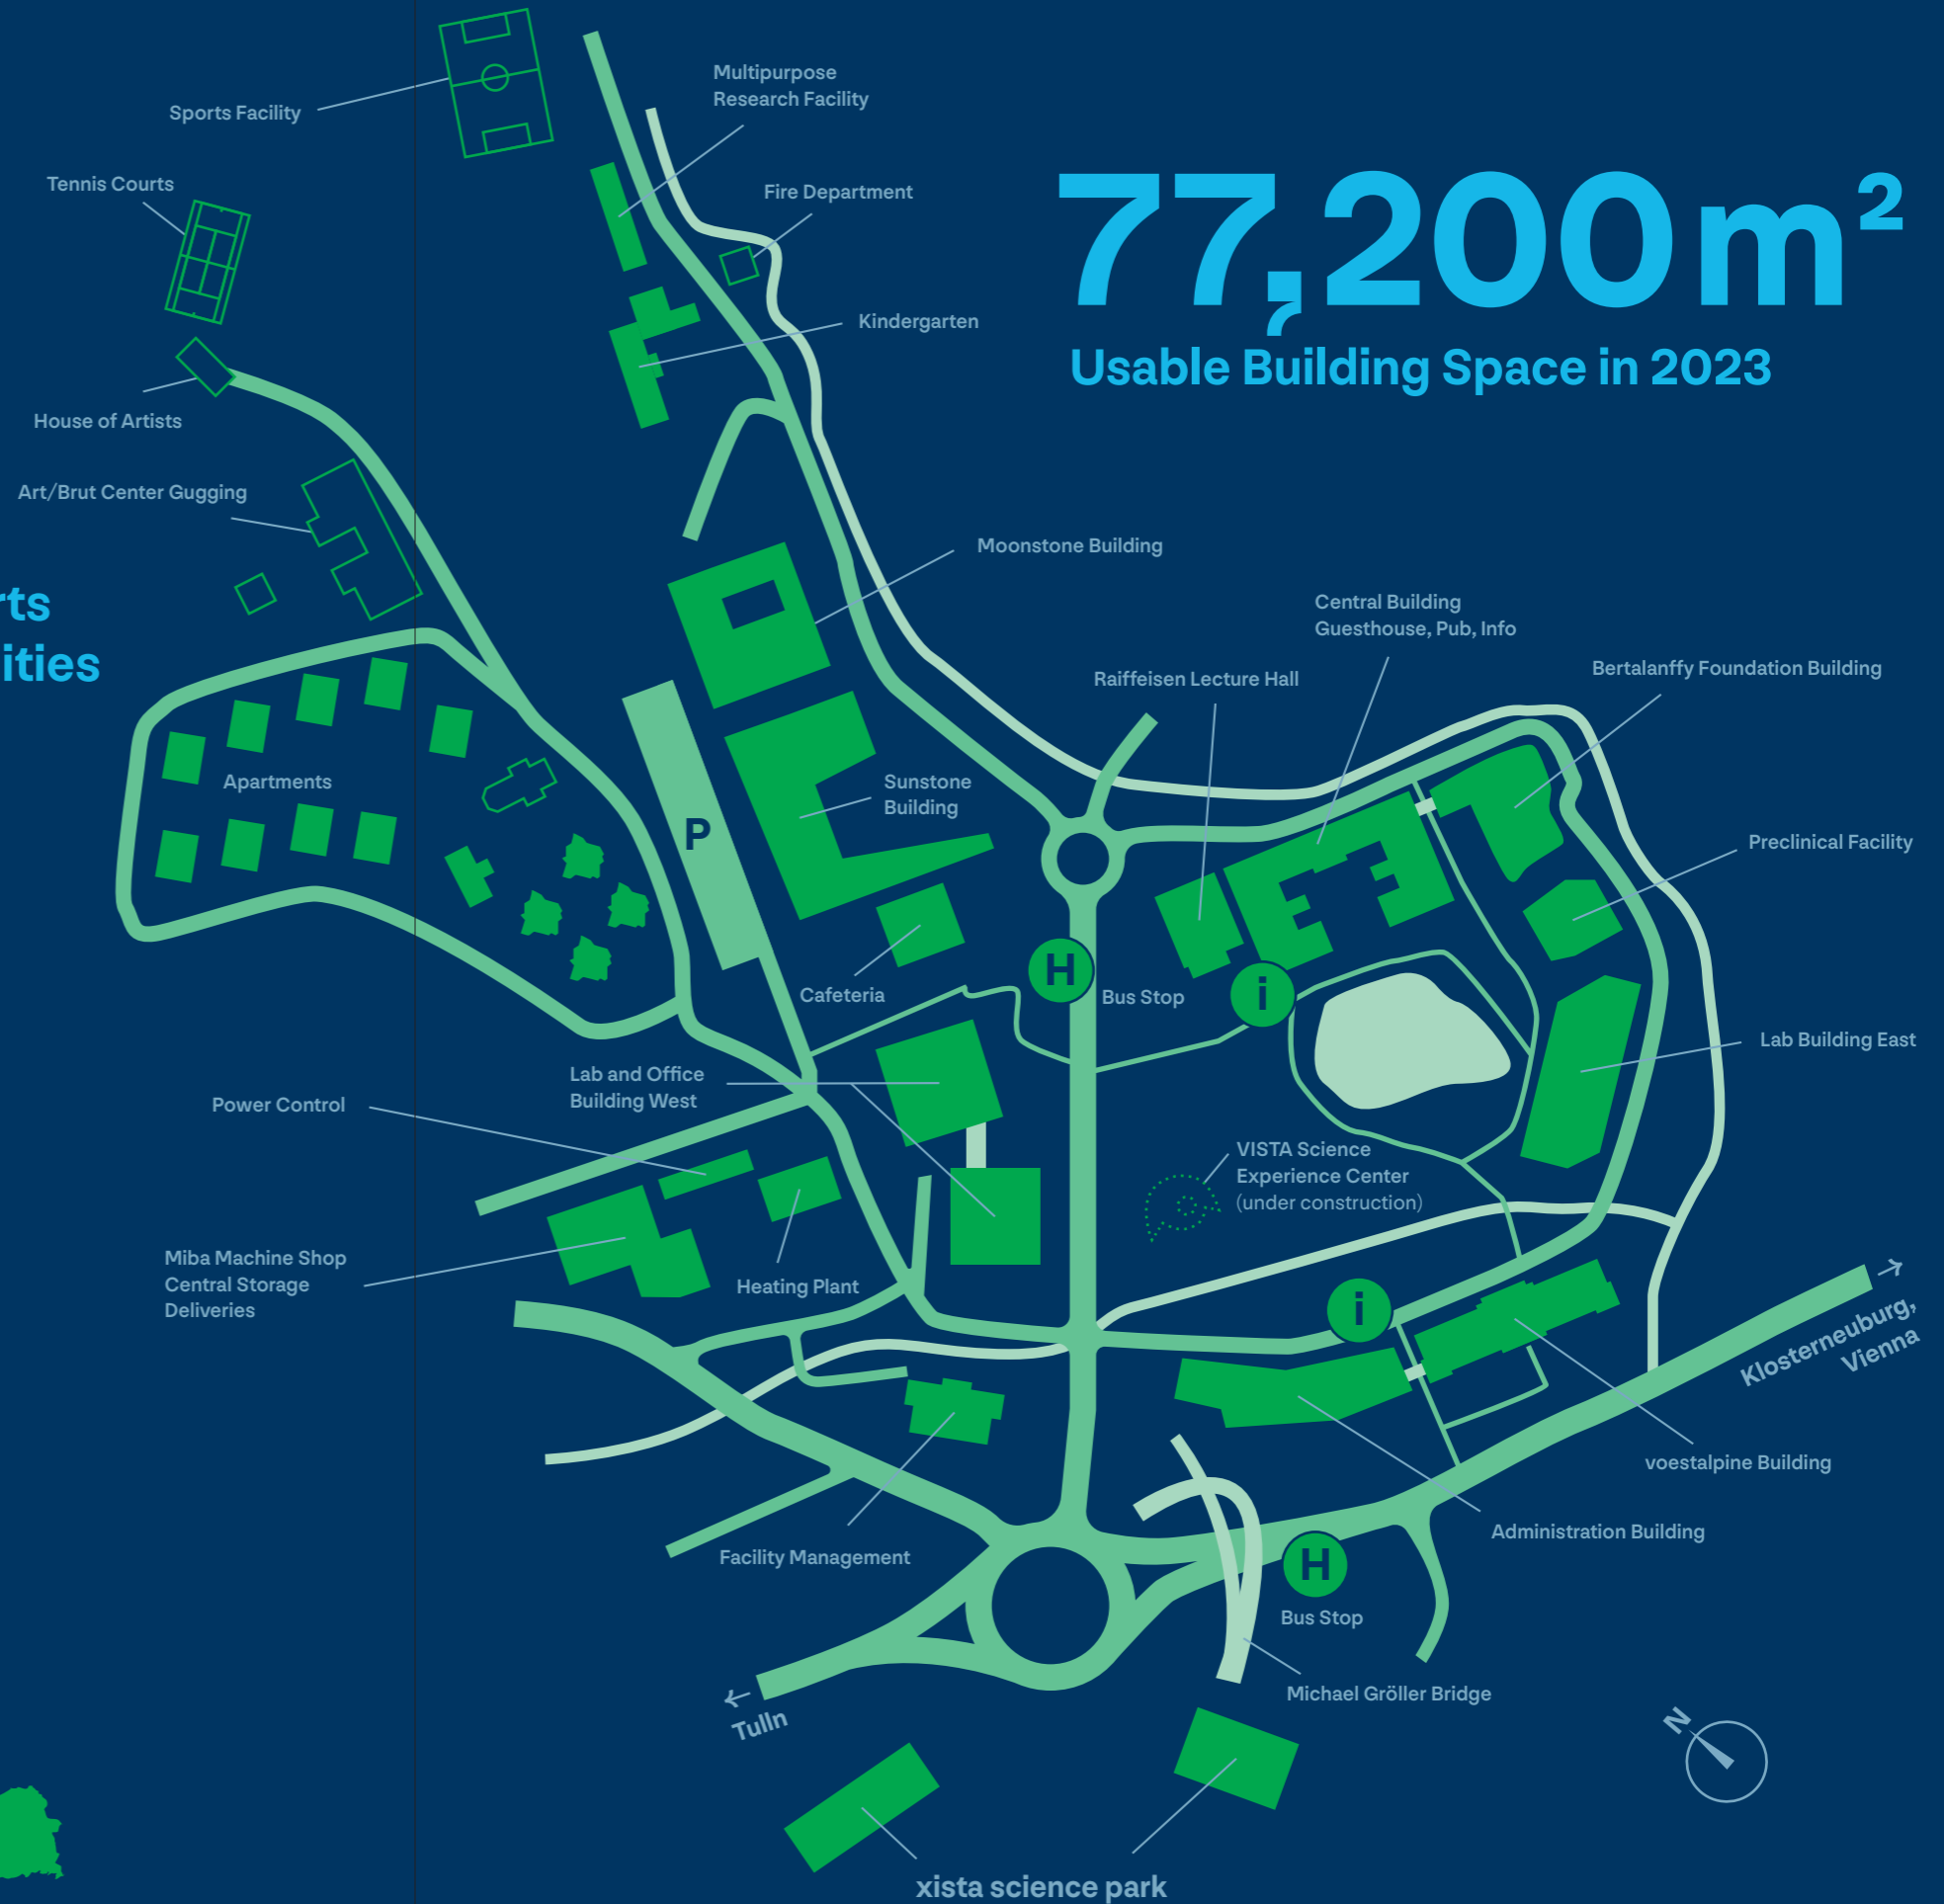 Multipurpose
Research Facility
Sports Facility
Tennis Courts
Fire Department
77,200 m²
Usable Building Space in 2023
Kindergarten
House of Artists
Art/Brut Center Gugging
Moonstone Building
rts
ities
Central Building
Guesthouse, Pub, Info
Raiffeisen Lecture Hall
Bertalanffy Foundation Building
Apartments
P
Sunstone
Building
Preclinical Facility
Cafeteria
H
Bus Stop
i
Lab Building East
Lab and Office
Building West
Power Control
VISTA Science
Experience Center
(under construction)
Miba Machine Shop
Central Storage
Deliveries
Heating Plant
i
Klosterneuburg,
Vienna
voestalpine Building
Administration Building
Facility Management
H
Bus Stop
Michael Gröller Bridge
Tulln
N
xista science park